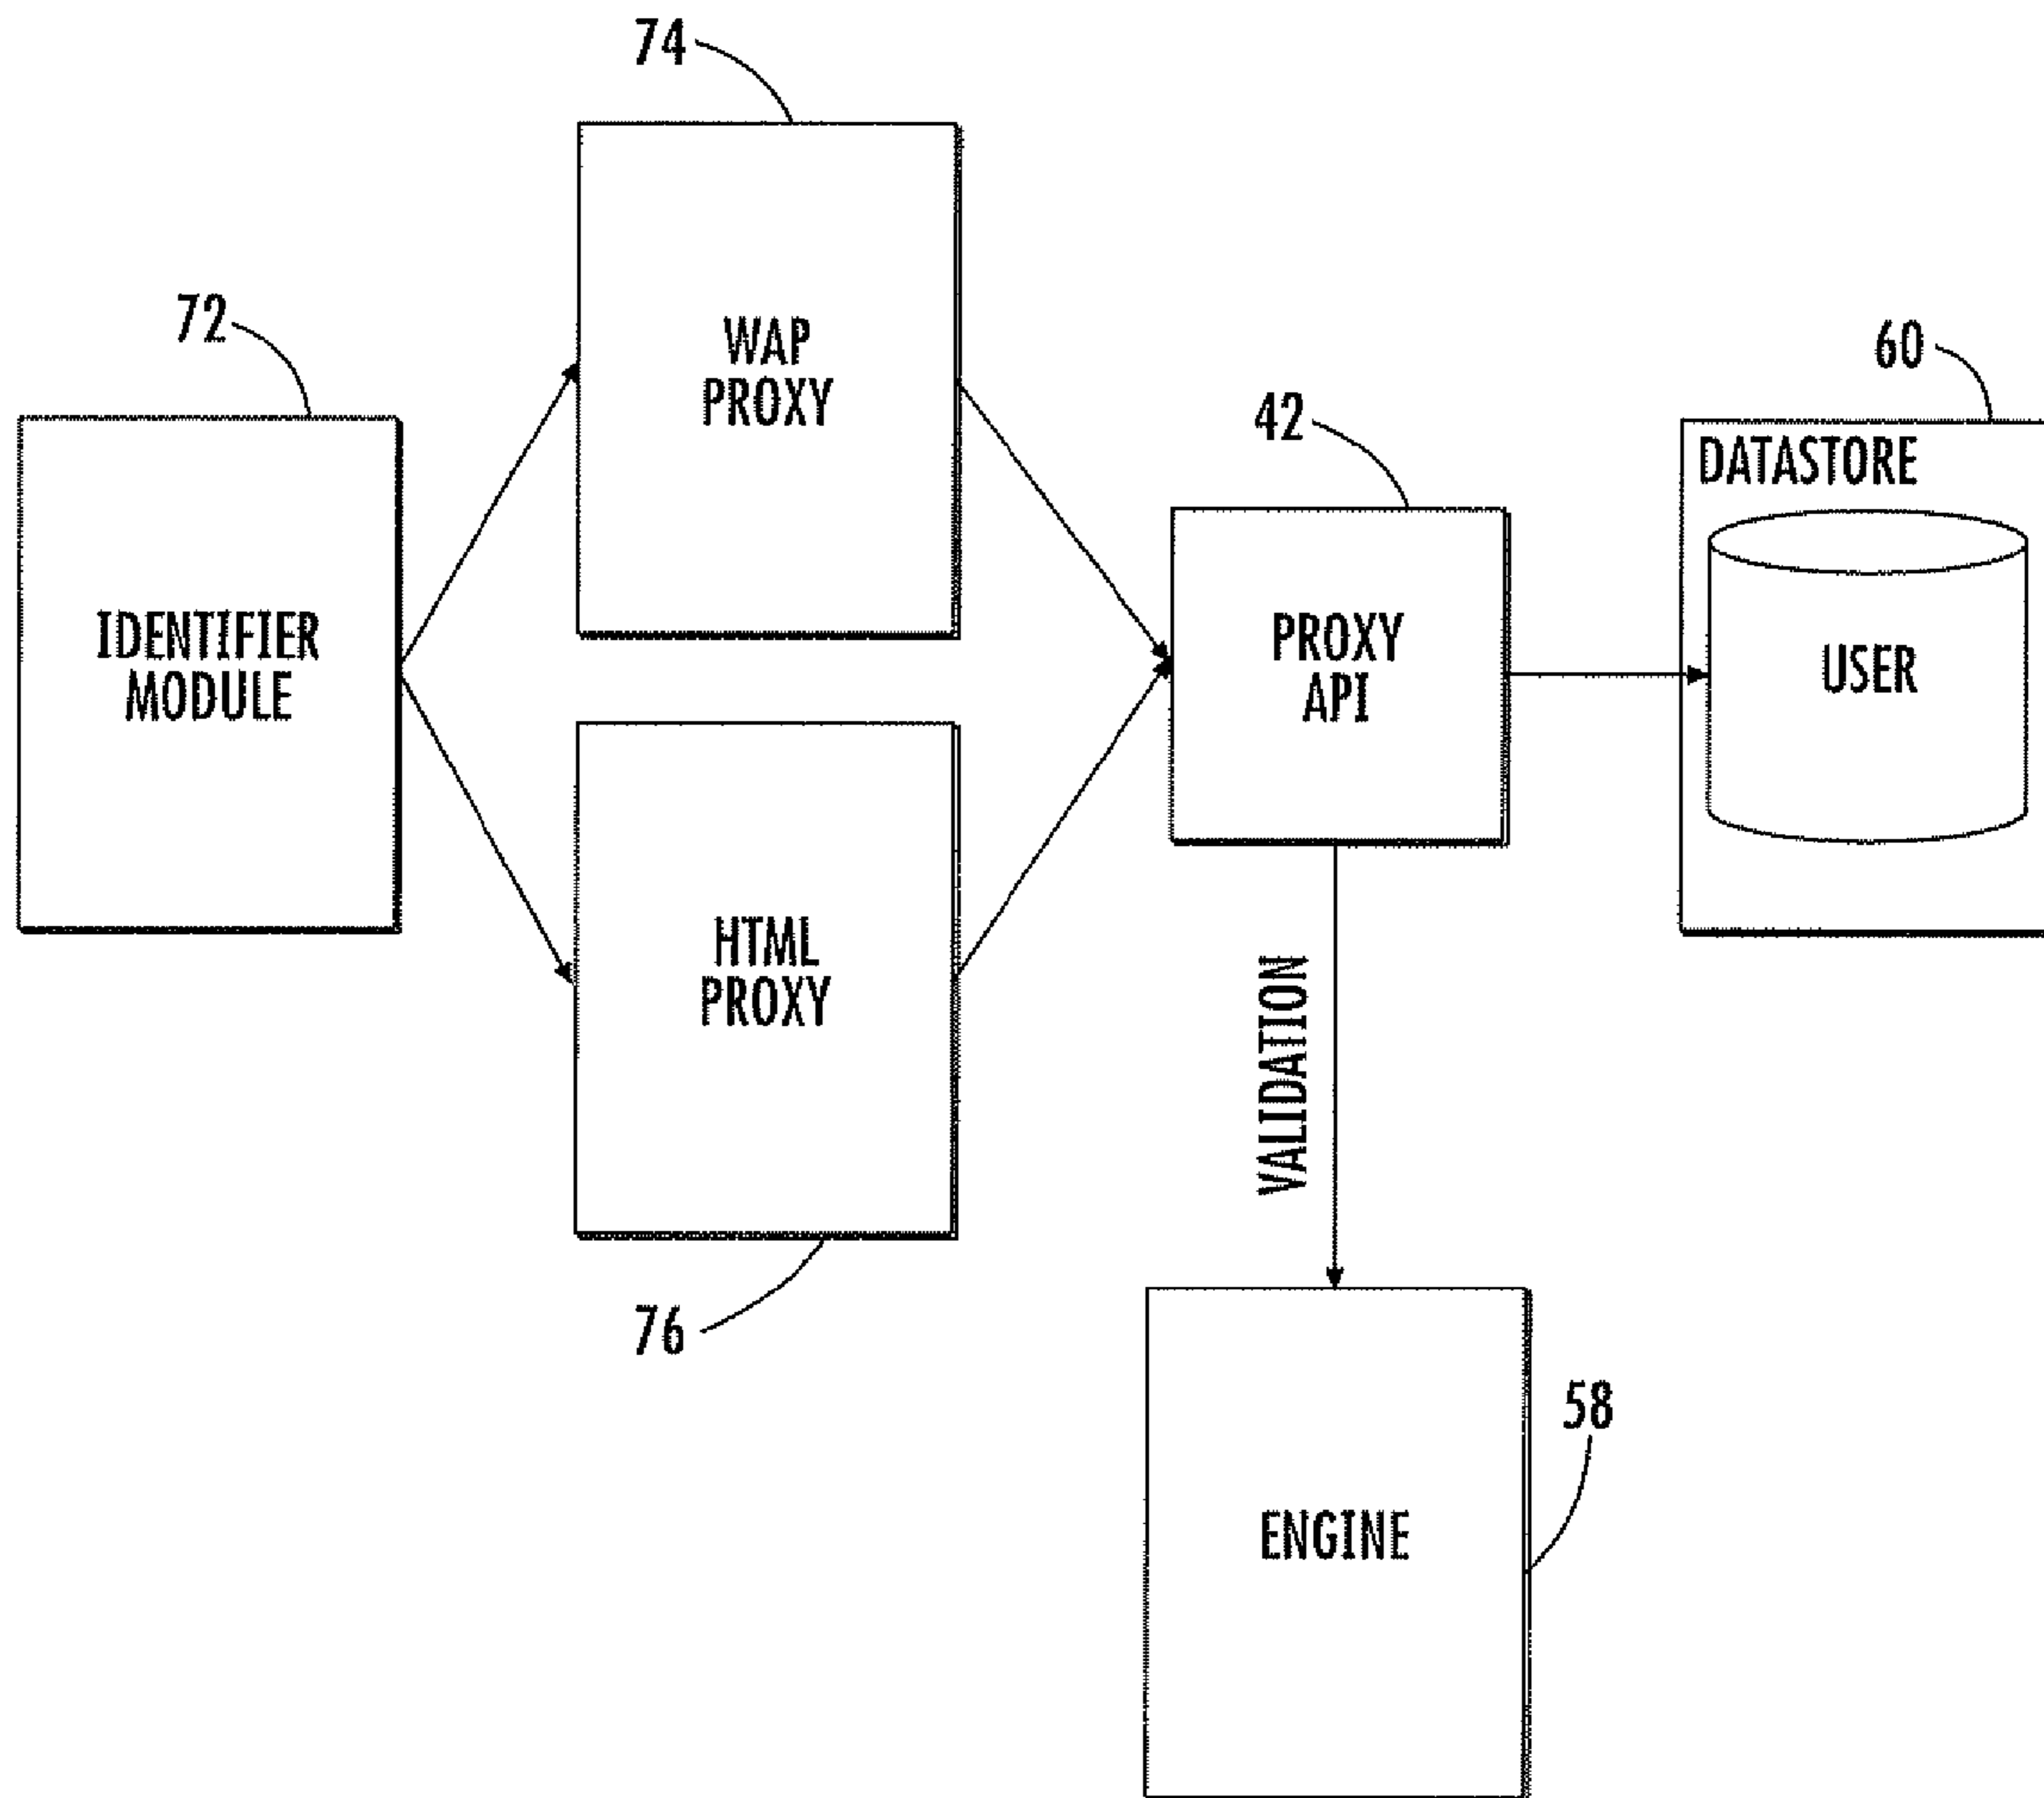 74
72
WAP
PROXY
60
42
DATASTORE
IDENTIFIER
MODULE
PROXY
API
USER
HTML
PROXY
VALIDATION
76
58
ENGINE